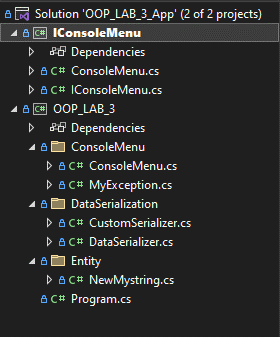 Solution 'OOP_LAB_3_App' (2 of 2 projects)
C# IConsoleMenu
Dependencies
C# ConsoleMenu.cs
C# IConsoleMenu.cs
C# OOP_LAB_3
Dependencies
ConsoleMenu
C# ConsoleMenu.cs
C# MyException.cs
DataSerialization
C# CustomSerializer.cs
C# DataSerializer.cs
Entity
C# NewMystring.cs
C# Program.cs